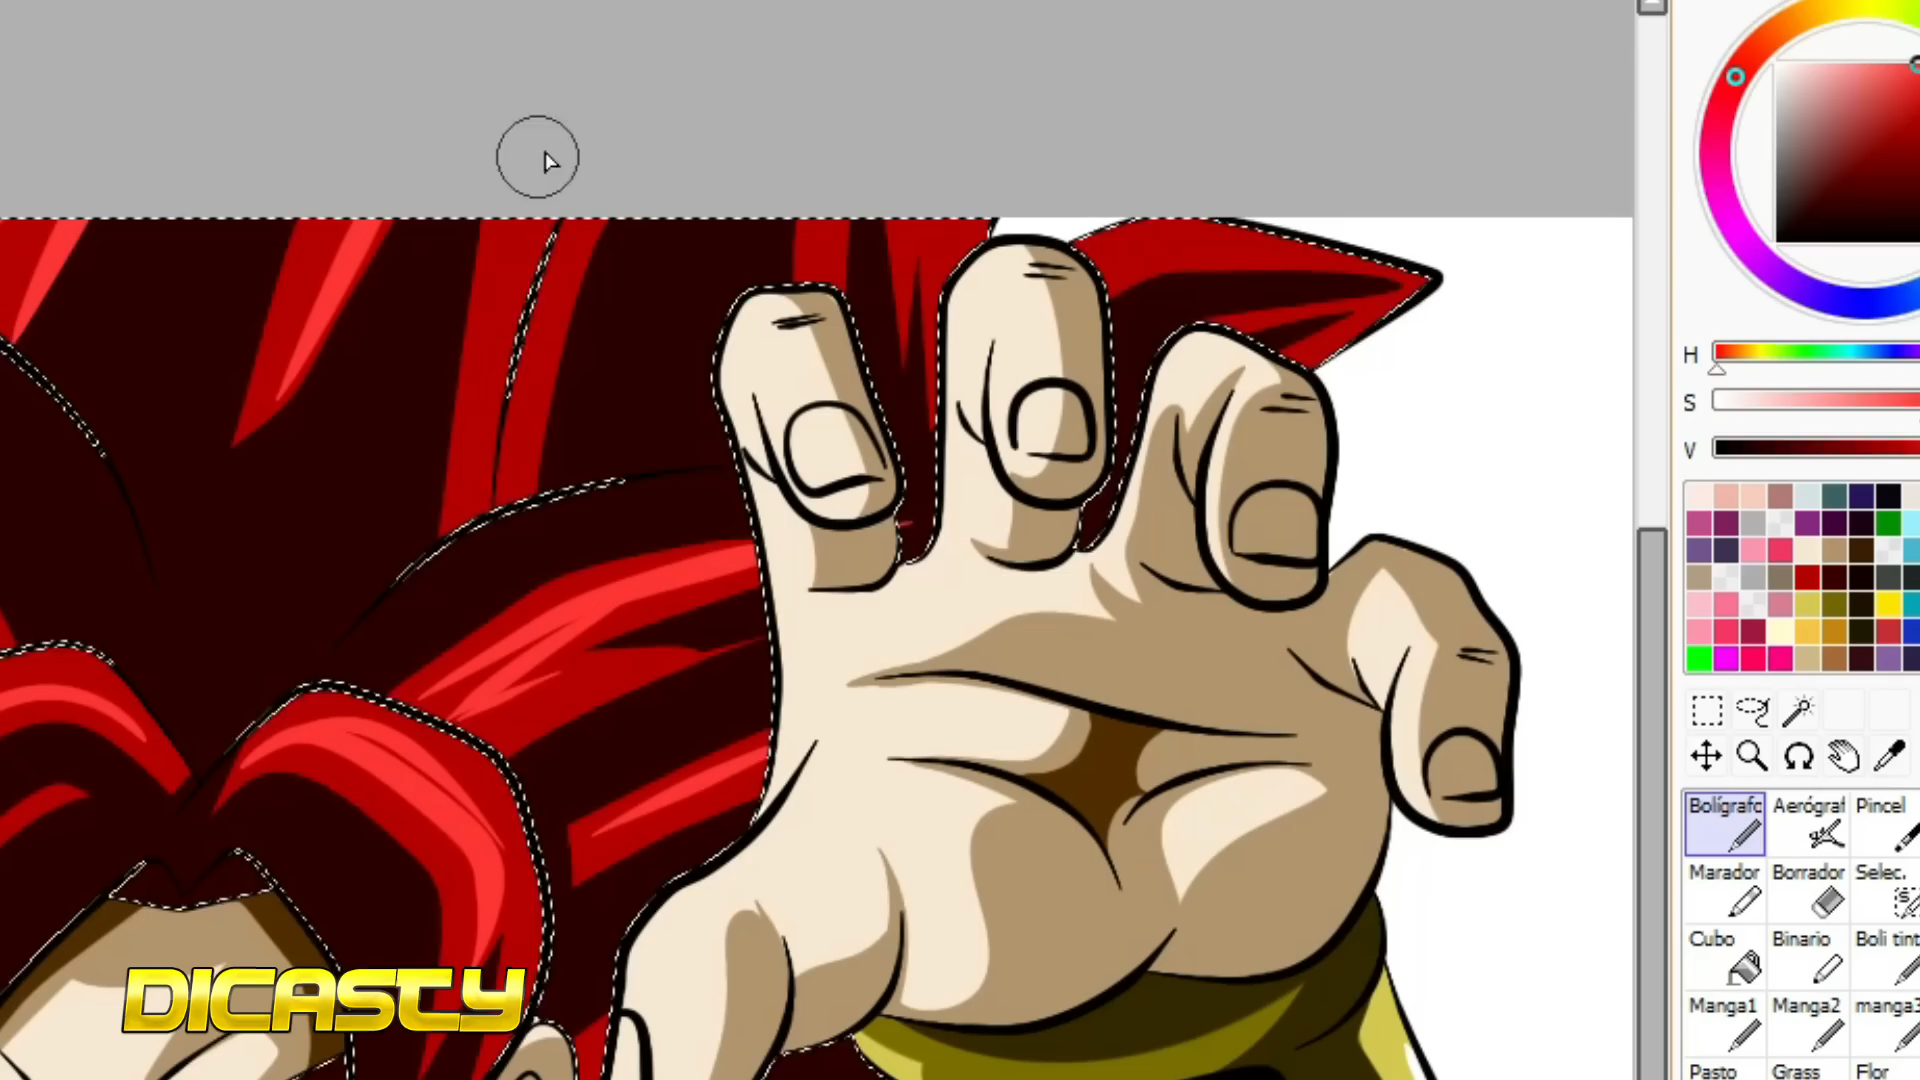 H
S
V
Bolígrafo Aerógraf Pincel
Marador Borrador Selec.
Cubo Binario Boli tint
Manga1 Manga2 manga3
Pasto Grass Flor
DICASTY